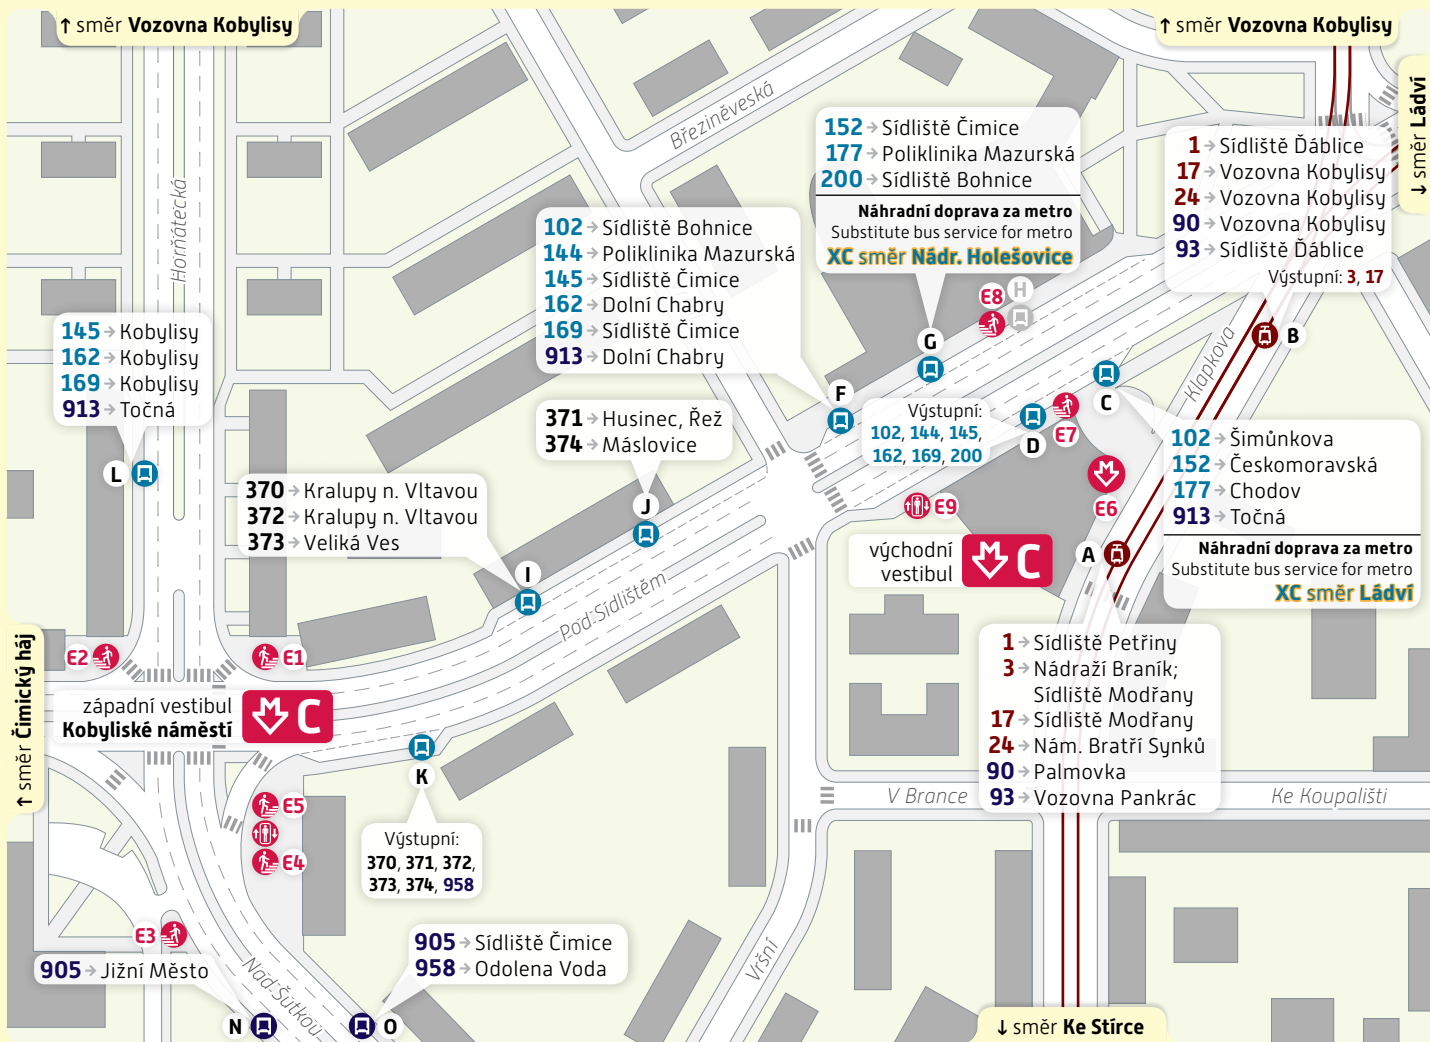 ↑ směr Vozovna Kobylisy
↑ směr Vozovna Kobylisy
↓ směr Ládví
Březiněveská
Horňátecká
152 → Sídliště Čimice
177 → Poliklinika Mazurská
200 → Sídliště Bohnice
Náhradní doprava za metro
Substitute bus service for metro
XC směr Nádr. Holešovice
1 → Sídliště Ďáblice
17 → Vozovna Kobylisy
24 → Vozovna Kobylisy
90 → Vozovna Kobylisy
93 → Sídliště Ďáblice
Výstupní: 3, 17
102 → Sídliště Bohnice
144 → Poliklinika Mazurská
145 → Sídliště Čimice
162 → Dolní Chabry
169 → Sídliště Čimice
913 → Dolní Chabry
E8
H
G
B
Klapkova
145 → Kobylisy
162 → Kobylisy
169 → Kobylisy
913 → Točná
L
F
C
371 → Husinec, Řež
374 → Máslovice
J
Výstupní:
102, 144, 145,
162, 169, 200
D
E7
102 → Šimůnkova
152 → Českomoravská
177 → Chodov
913 → Točná
Náhradní doprava za metro
Substitute bus service for metro
XC směr Ládví
370 → Kralupy n. Vltavou
372 → Kralupy n. Vltavou
373 → Veliká Ves
I
E9
E6
východní
vestibul
C
A
Pod Sídlištěm
E2
E1
↑ směr Čimický háj
západní vestibul
Kobyliské náměstí
C
1 → Sídliště Petřiny
3 → Nádraží Braník;
Sídliště Modřany
17 → Sídliště Modřany
24 → Nám. Bratří Synků
90 → Palmovka
93 → Vozovna Pankrác
K
V Brance
Ke Koupališti
E5
E4
Výstupní:
370, 371, 372,
373, 374, 958
E3
905 → Jižní Město
905 → Sídliště Čimice
958 → Odolena Voda
Nad Šutkou
Vršní
N
O
↓ směr Ke Stírce